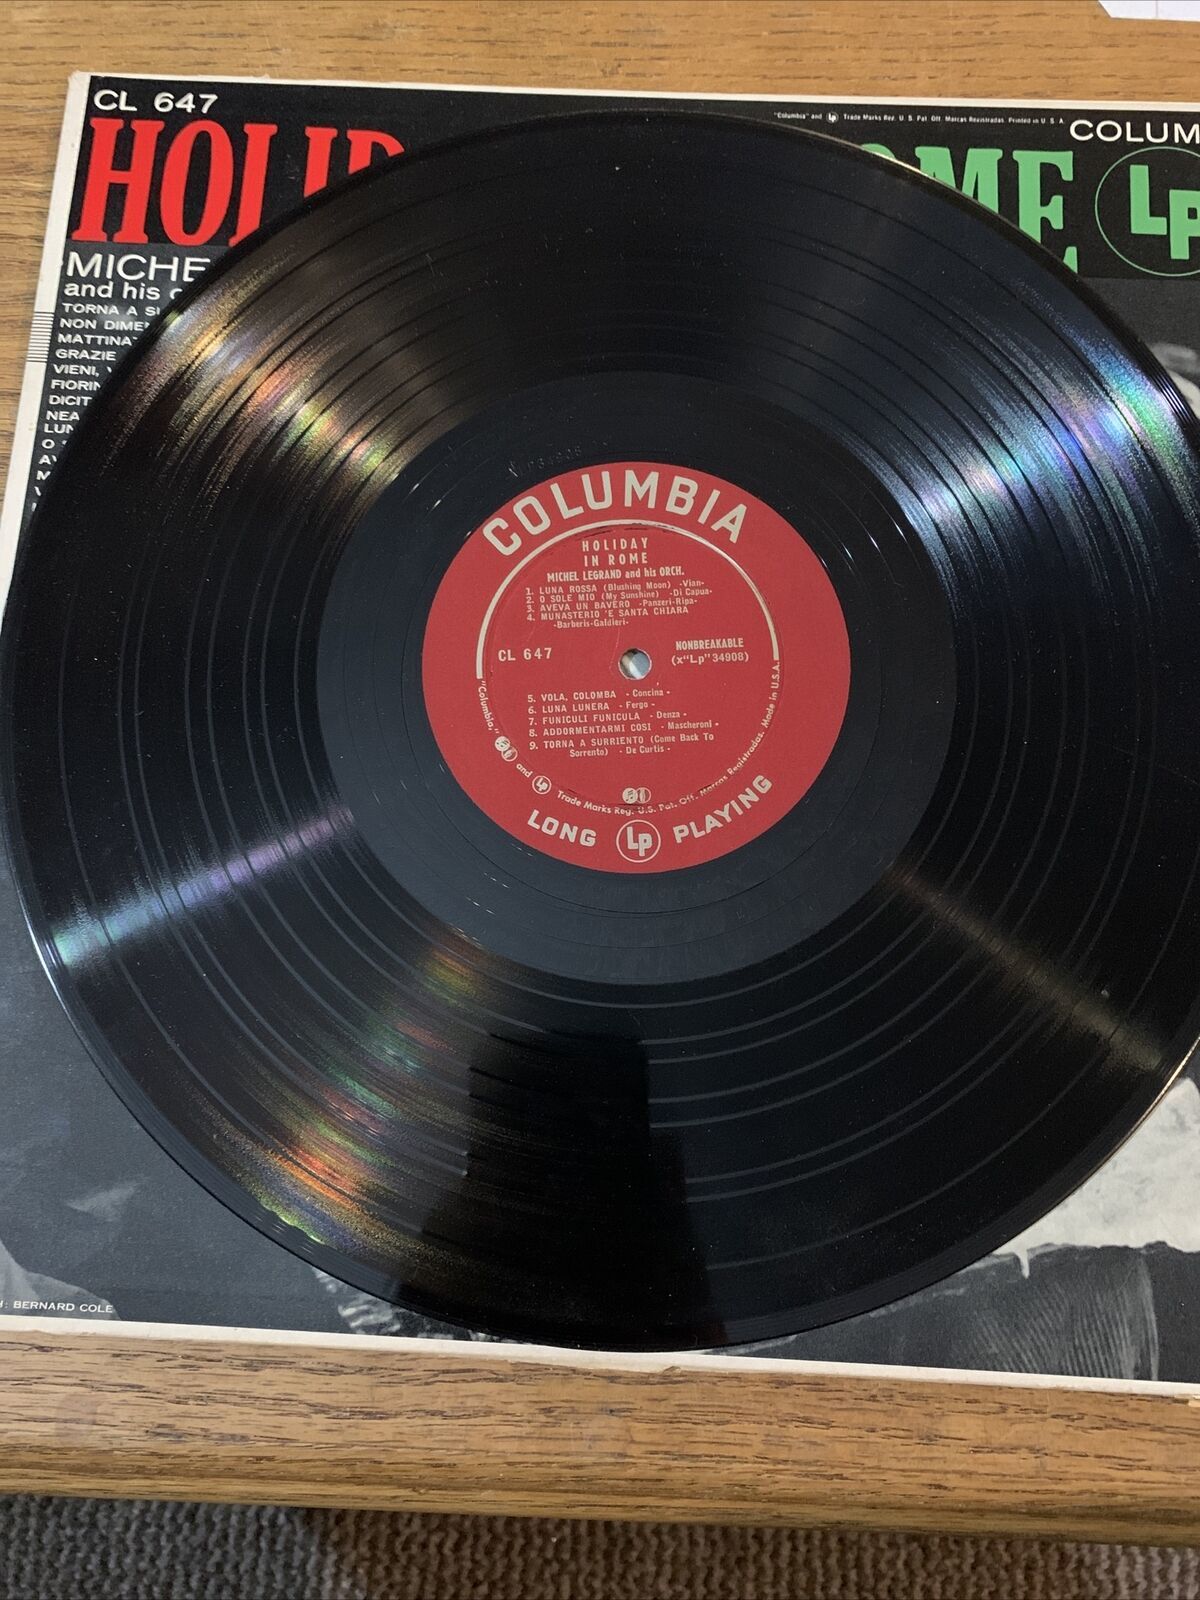 CL 647
"Columbia" and LP Trade Marks Reg. U. S. Pat. Off. Marcas Registradas Printed in U. S. A.
COLUM
HOLID
OME
LP
MICHE
and his
TORNA A SU
NON DIMEN
MATTINAT
GRAZIE
VIENI, V
FIORIN
DICIT
NEA
LUN
O
AV
M
V
COLUMBIA
HOLIDAY
IN ROME
MICHEL LEGRAND and his ORCH.
1. LUNA ROSSA (Blushing Moon) -Vian-
2. O SOLE MIO (My Sunshine) -Di Capua-
3. AVEVA UN BAVERO -Panzeri-Ripa-
4. MUNASTERIO 'E SANTA CHIARA
-Barberis-Galdieri-
CL 647
NONBREAKABLE
(x"Lp"34908)
5. VOLA, COLOMBA - Concina -
6. LUNA LUNERA - Fergo -
7. FUNICULI FUNICULA - Denza -
8. ADDORMENTARMI COSI - Mascheroni -
9. TORNA A SURRIENTO (Come Back To
Sorrento) - De Curtis -
"Columbia," and LP Trade Marks Reg. U.S. Pat. Off. Marcas Registradas. Made in U.S.A.
LONG LP PLAYING
: BERNARD COLE